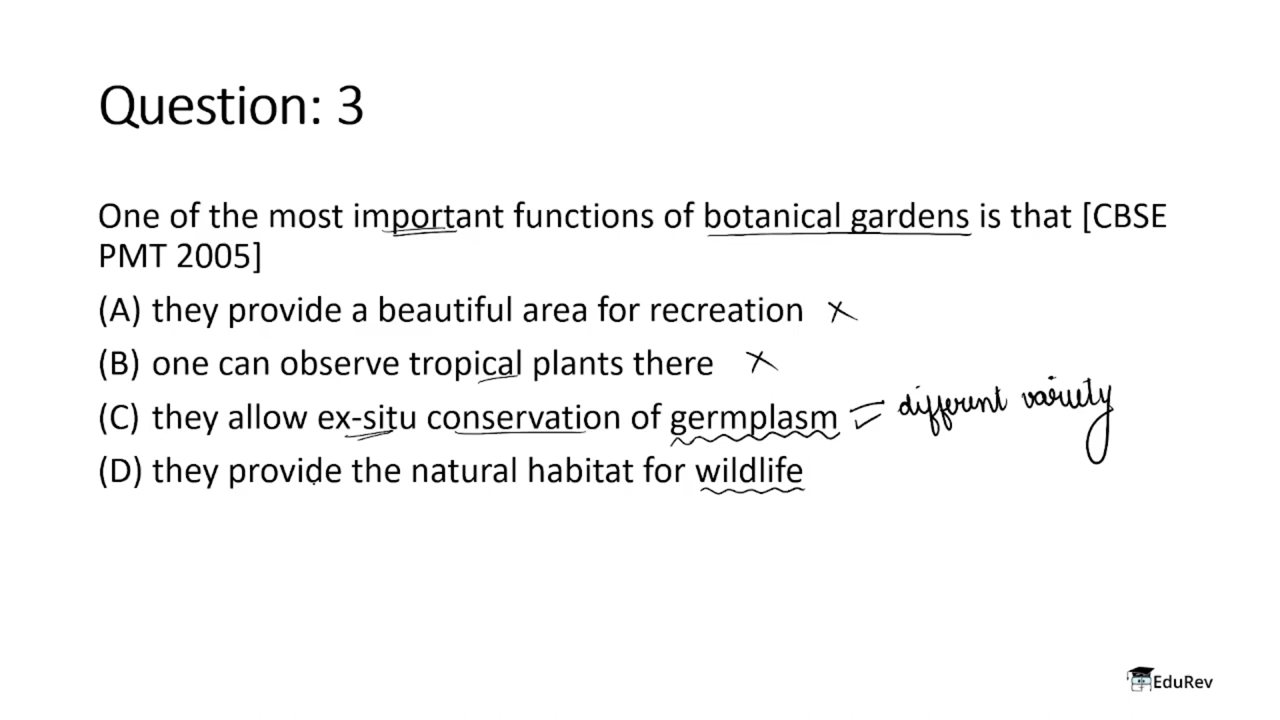 Question: 3
One of the most important functions of botanical gardens is that [CBSE
PMT 2005]
(A) they provide a beautiful area for recreation ×
(B) one can observe tropical plants there ×
(C) they allow ex-situ conservation of germplasm = different variety
(D) they provide the natural habitat for wildlife
EduRev